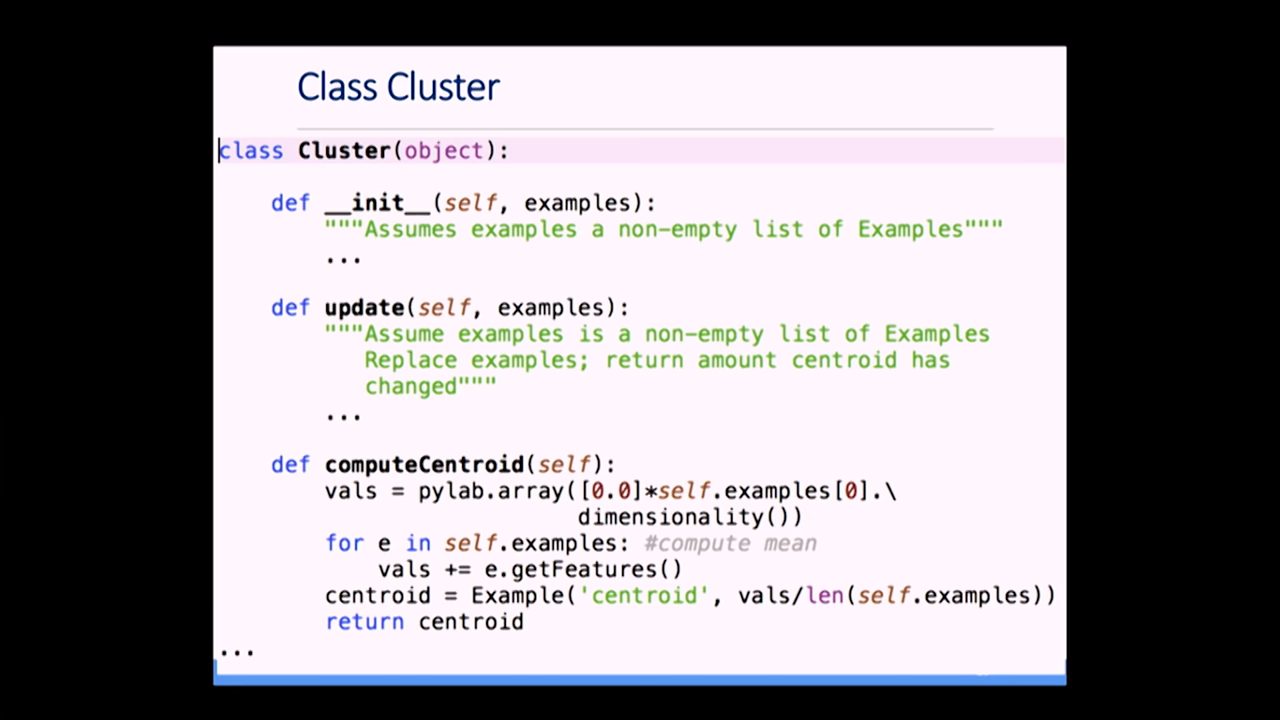 Class Cluster
class Cluster(object):
def __init__(self, examples):
"""Assumes examples a non-empty list of Examples"""
...
def update(self, examples):
"""Assume examples is a non-empty list of Examples
Replace examples; return amount centroid has
changed"""
...
def computeCentroid(self):
vals = pylab.array([0.0]*self.examples[0].\
dimensionality())
for e in self.examples: #compute mean
vals += e.getFeatures()
centroid = Example('centroid', vals/len(self.examples))
return centroid
...